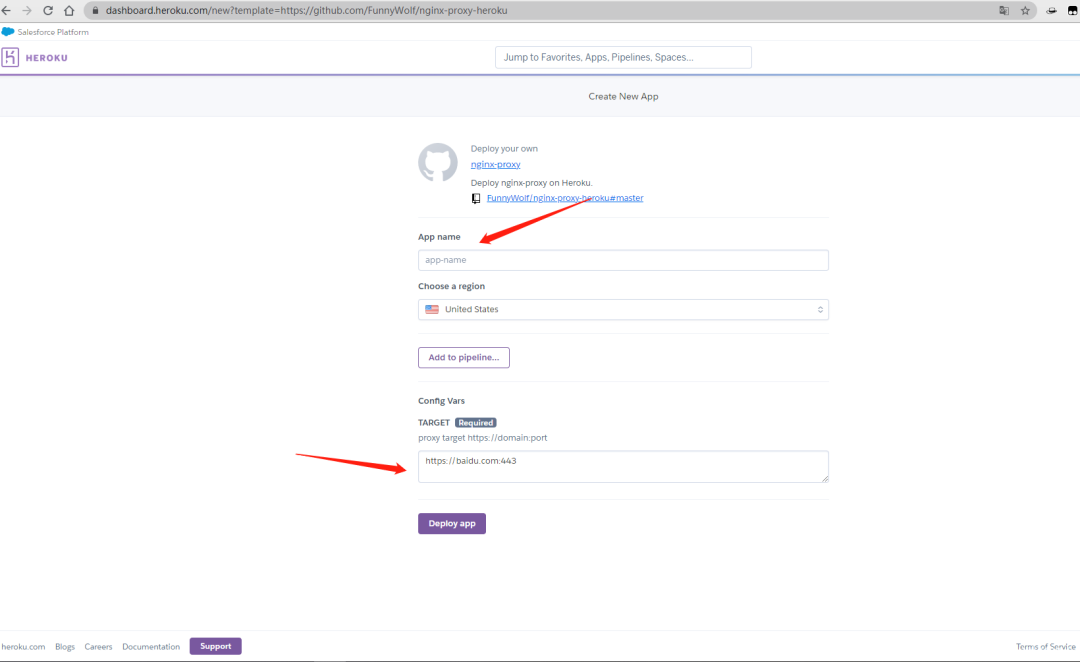 dashboard.heroku.com/new?template=https://github.com/FunnyWolf/nginx-proxy-heroku
Salesforce Platform
HEROKU
Jump to Favorites, Apps, Pipelines, Spaces...
Create New App
Deploy your own
nginx-proxy
Deploy nginx-proxy on Heroku.
FunnyWolf/nginx-proxy-heroku#master
App name
app-name
Choose a region
United States
Add to pipeline...
Config Vars
TARGET Required
proxy target https://domain:port
https://baidu.com:443
Deploy app
heroku.com Blogs Careers Documentation Support Terms of Service